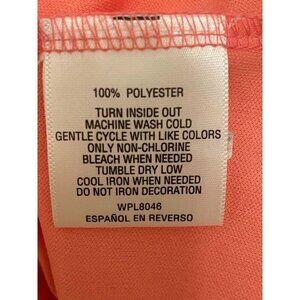 100% POLYESTER
TURN INSIDE OUT
MACHINE WASH COLD
GENTLE CYCLE WITH LIKE COLORS
ONLY NON-CHLORINE
BLEACH WHEN NEEDED
TUMBLE DRY LOW
COOL IRON WHEN NEEDED
DO NOT IRON DECORATION
WPL8046
ESPAÑOL EN REVERSO